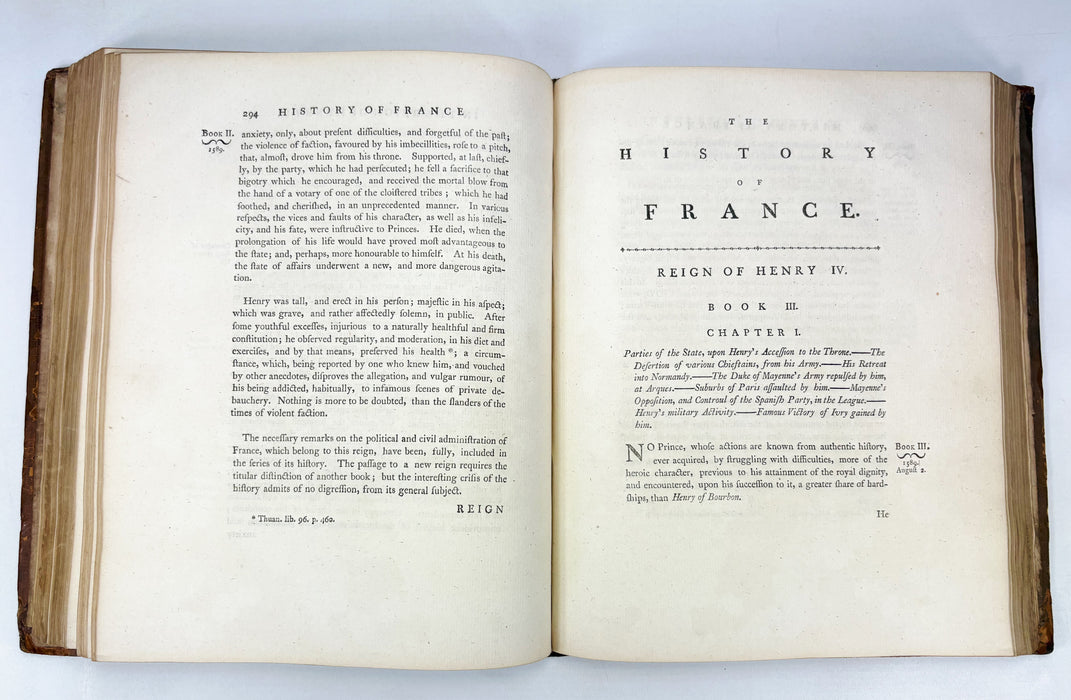 294 HISTORY OF FRANCE
Book II.
1589.
anxiety, only, about preſent difficulties, and forgetful of the paſt;
the violence of faction, favoured by his imbecillities, roſe to a pitch,
that, almoſt, drove him from his throne. Supported, at laſt, chief-
ly, by the party, which he had perſecuted; he fell a ſacrifice to that
bigotry which he encouraged, and received the mortal blow from
the hand of a votary of one of the cloiſtered tribes; which he had
ſoothed, and cheriſhed, in an unprecedented manner. In various
reſpects, the vices and faults of his character, as well as his infeli-
city, and his fate, were inſtructive to Princes. He died, when the
prolongation of his life would have proved moſt advantageous to
the ſtate; and, perhaps, more honourable to himſelf. At his death,
the ſtate of affairs underwent a new, and more dangerous agita-
tion.
Henry was tall, and erect in his perſon; majeſtic in his aſpect;
which was grave, and rather affectedly ſolemn, in public. After
ſome youthful exceſſes, injurious to a naturally healthful and firm
conſtitution; he obſerved regularity, and moderation, in his diet and
exerciſes, and by that means, preſerved his health *; a circum-
ſtance, which, being reported by one who knew him, and vouched
by other anecdotes, diſproves the allegation, and vulgar rumour, of
his being addicted, habitually, to infamous ſcenes of private de-
bauchery. Nothing is more to be doubted, than the ſlanders of the
times of violent faction.
The neceſſary remarks on the political and civil adminiſtration of
France, which belong to this reign, have been, fully, included in
the ſeries of its hiſtory. The paſſage to a new reign requires the
titular diſtinction of another book; but the intereſting criſis of the
hiſtory admits of no digreſſion, from its general ſubject.
REIGN
* Thuan. lib. 96. p. 460.
THE
HISTORY
OF
FRANCE.
REIGN OF HENRY IV.
BOOK III.
CHAPTER I.
Parties of the State, upon Henry's Acceſſion to the Throne.——The
Deſertion of various Chieftains, from his Army.——His Retreat
into Normandy,——The Duke of Mayenne's Army repulſed by him,
at Arques.——Suburbs of Paris aſſaulted by him.——Mayenne's
Oppoſition, and Controul of the Spaniſh Party, in the League.——
Henry's military Activity.——Famous Victory of Ivry gained by
him.
NO Prince, whoſe actions are known from authentic hiſtory,
ever acquired, by ſtruggling with difficulties, more of the
heroic character, previous to his attainment of the royal dignity,
and encountered, upon his ſucceſſion to it, a greater ſhare of hard-
ſhips, than Henry of Bourbon.
Book III.
1589.
Auguſt 2.
He